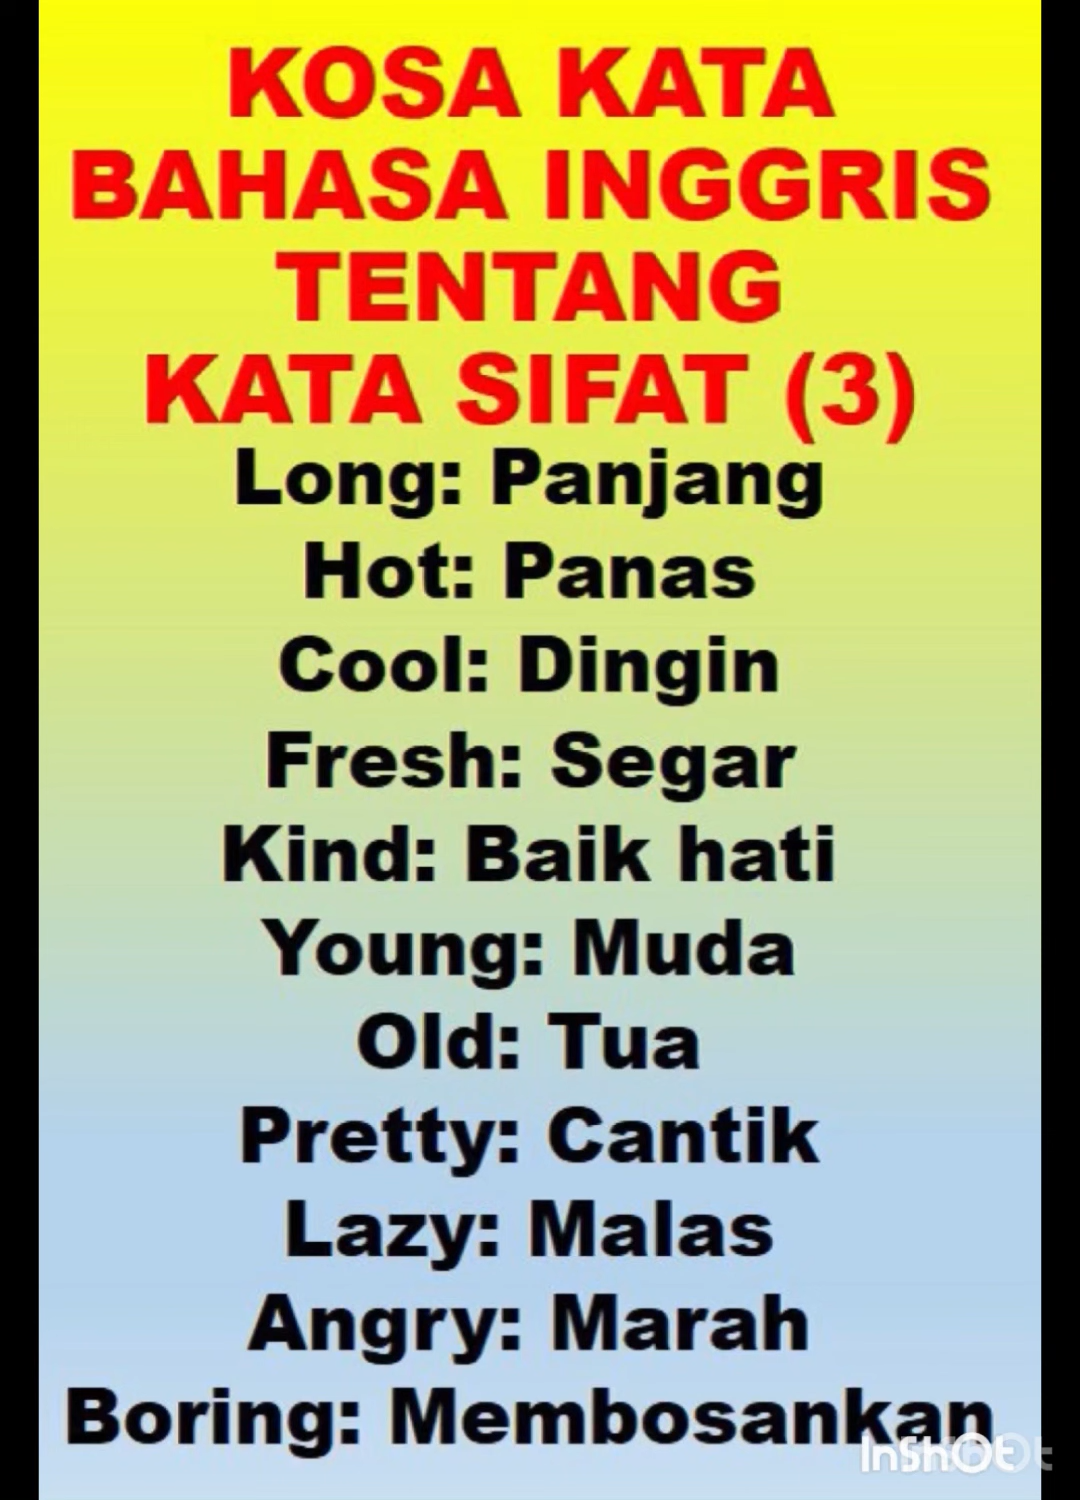 KOSA KATA
BAHASA INGGRIS
TENTANG
KATA SIFAT (3)
Long: Panjang
Hot: Panas
Cool: Dingin
Fresh: Segar
Kind: Baik hati
Young: Muda
Old: Tua
Pretty: Cantik
Lazy: Malas
Angry: Marah
Boring: Membosankan
InShOt